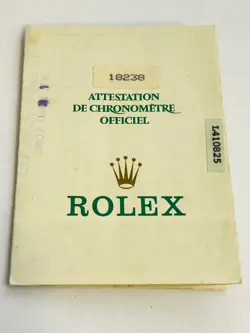 18238
ATTESTATION
DE CHRONOMÈTRE
OFFICIEL
L410825
ROLEX